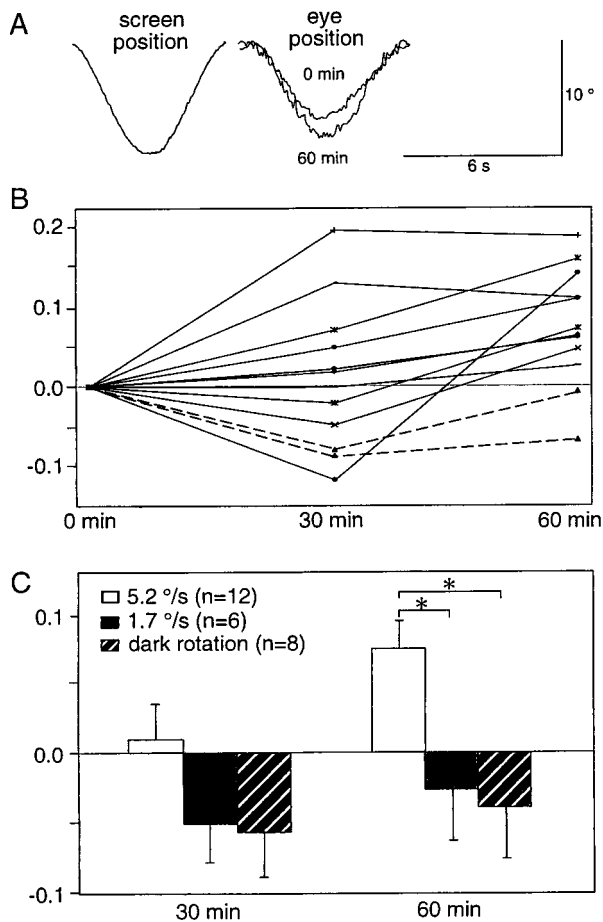 A
screen position
eye position
0 min
60 min
10 °
6 s
B
0.2
0.1
0.0
-0.1
0 min
30 min
60 min
C
5.2 °/s (n=12)
1.7 °/s (n=6)
dark rotation (n=8)
*
*
0.1
0.0
-0.1
30 min
60 min